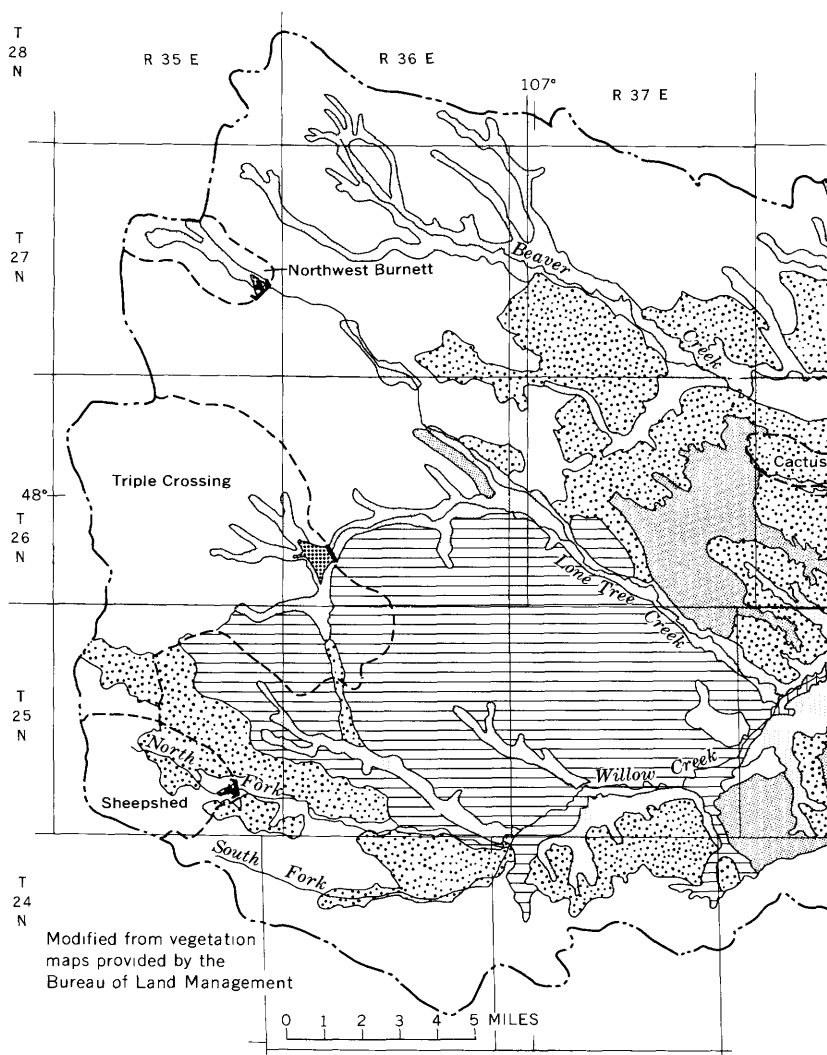 T
28
N
R 35 E
R 36 E
107°
R 37 E
T
27
N
Beaver
Creek
Northwest Burnett
Triple Crossing
Cactus
48°
T
26
N
Lone Tree
Creek
T
25
N
North
Fork
Willow Creek
Sheepshed
South
Fork
T
24
N
Modified from vegetation
maps provided by the
Bureau of Land Management
0 1 2 3 4 5 MILES